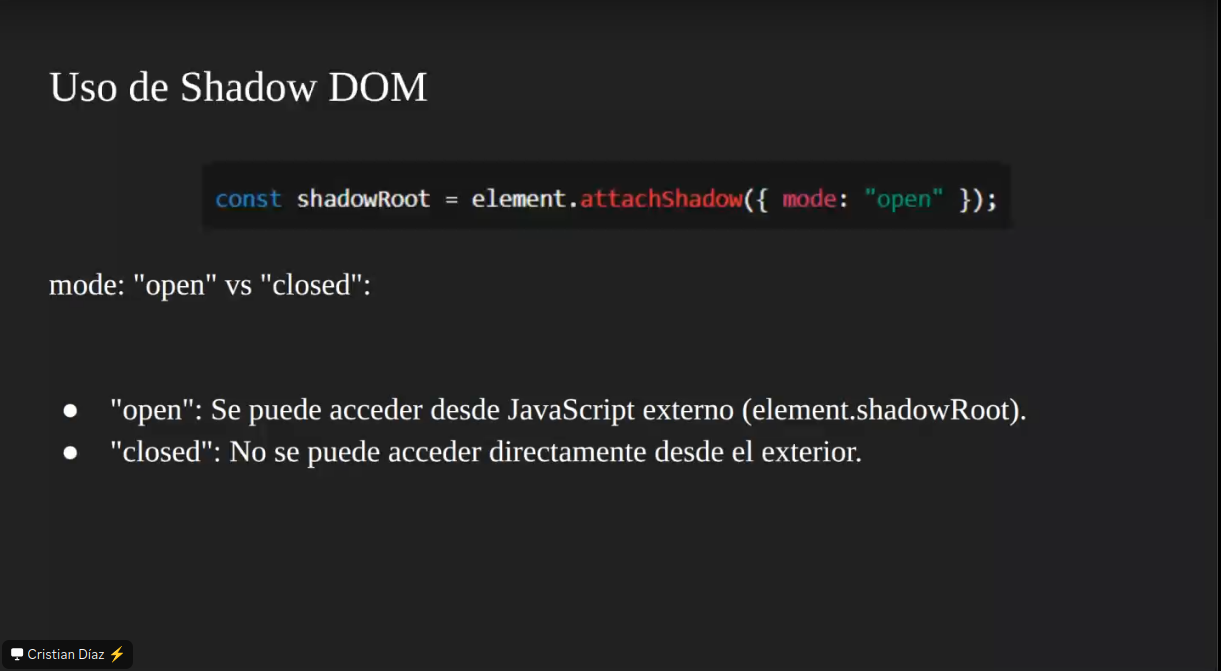 Uso de Shadow DOM
const shadowRoot = element.attachShadow({ mode: "open" });
mode: "open" vs "closed":
● "open": Se puede acceder desde JavaScript externo (element.shadowRoot).
● "closed": No se puede acceder directamente desde el exterior.
Cristian Díaz ⚡